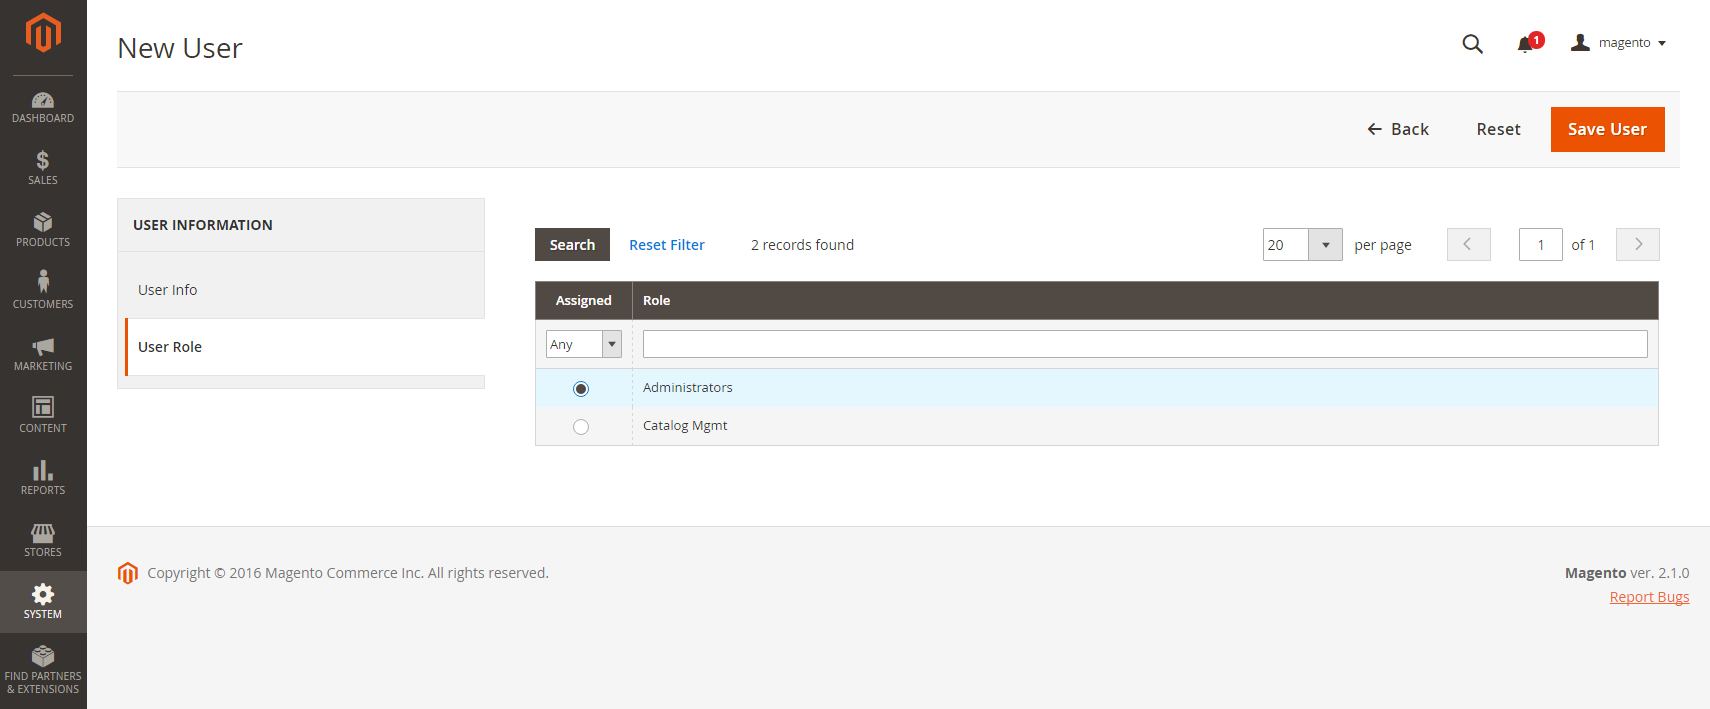 New User
1
magento
DASHBOARD
SALES
PRODUCTS
CUSTOMERS
MARKETING
CONTENT
REPORTS
STORES
SYSTEM
FIND PARTNERS
& EXTENSIONS
Back
Reset
Save User
USER INFORMATION
User Info
User Role
Search
Reset Filter
2 records found
20
per page
1
of 1
Assigned
Role
Any
Administrators
Catalog Mgmt
Copyright © 2016 Magento Commerce Inc. All rights reserved.
Magento ver. 2.1.0
Report Bugs